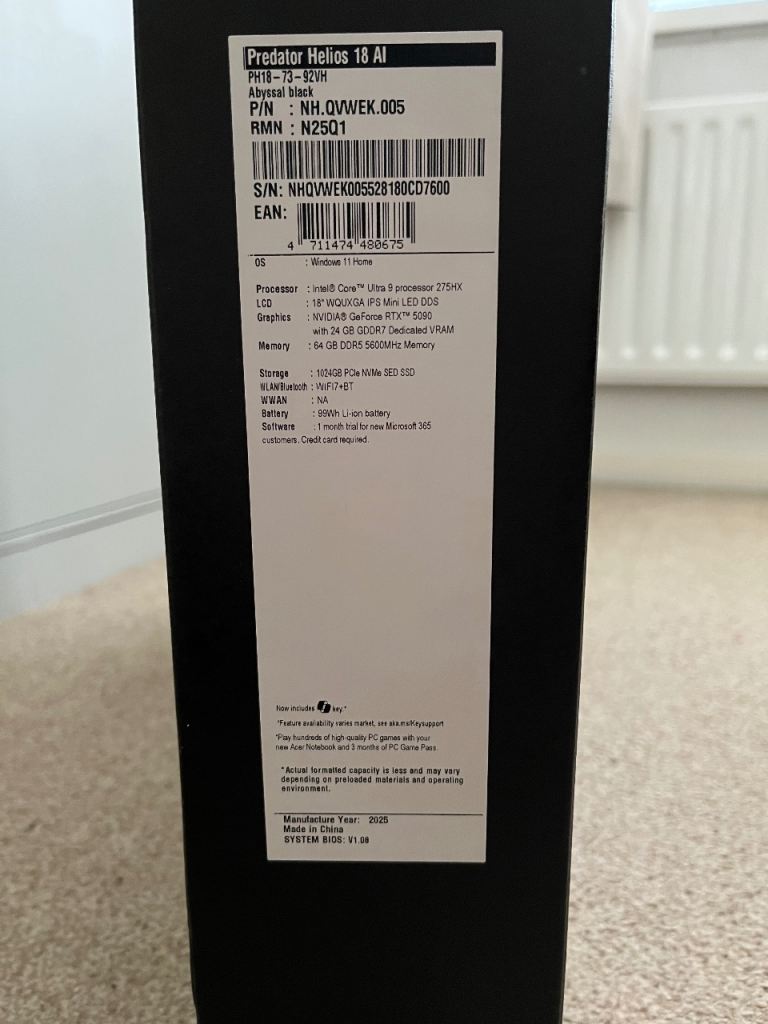 Predator Helios 18 AI
PH18-73-92VH
Abyssal black
P/N : NH.QVWEK.005
RMN : N25Q1
S/N: NHQVWEK005528180CD7600
EAN:
4 711474 480675
OS : Windows 11 Home
Processor : Intel® Core™ Ultra 9 processor 275HX
LCD : 18" WQUXGA IPS Mini LED DDS
Graphics : NVIDIA® GeForce RTX™ 5090
with 24 GB GDDR7 Dedicated VRAM
Memory : 64 GB DDR5 5600MHz Memory
Storage : 1024GB PCIe NVMe SED SSD
WLAN/Bluetooth : WiFi7+BT
WWAN : NA
Battery : 99Wh Li-ion battery
Software : 1 month trial for new Microsoft 365
customers. Credit card required.
Now includes key.*
*Feature availability varies market, see aka.ms/Keysupport
*Play hundreds of high-quality PC games with your
new Acer Notebook and 3 months of PC Game Pass.
*Actual formatted capacity is less and may vary
depending on preloaded materials and operating
environment.
Manufacture Year: 2025
Made in China
SYSTEM BIOS: V1.08